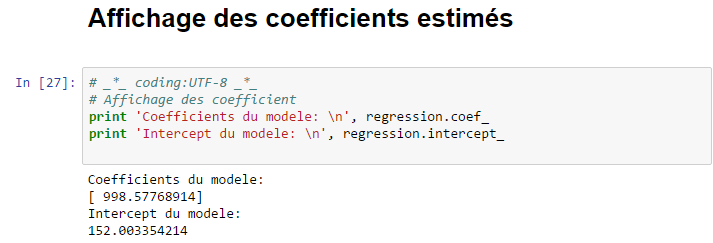 Affichage des coefficients estimés
In [27]: # _*_ coding:UTF-8 _*_
# Affichage des coefficient
print 'Coefficients du modele: \n', regression.coef_
print 'Intercept du modele: \n', regression.intercept_
Coefficients du modele:
[ 998.57768914]
Intercept du modele:
152.003354214